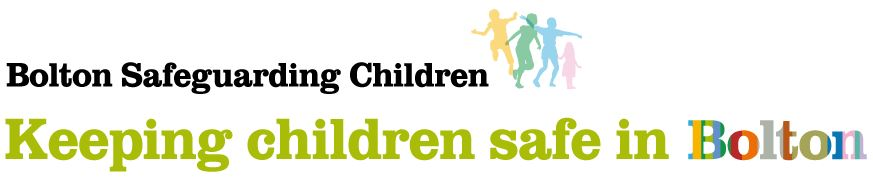 Bolton Safeguarding Children
Keeping children safe in Bolton